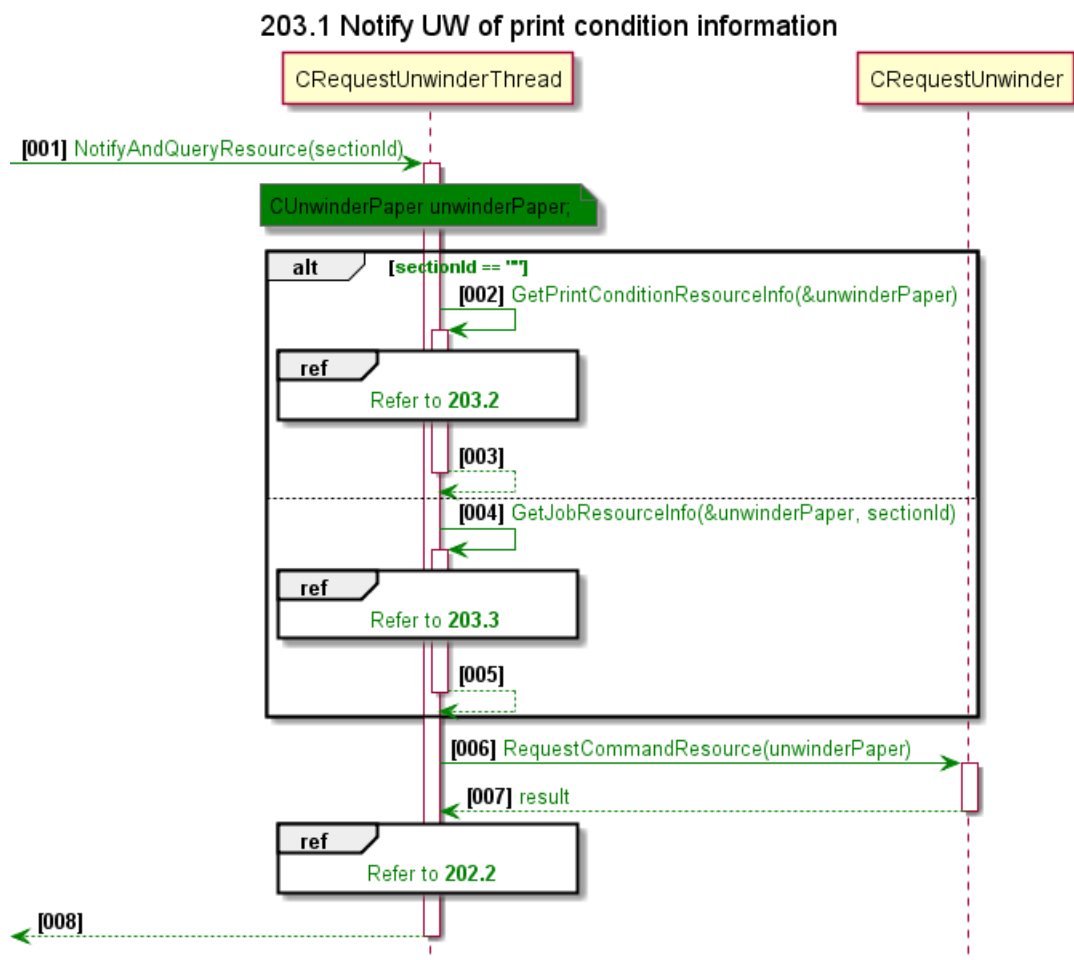 203.1 Notify UW of print condition information
CRequestUnwinderThread
CRequestUnwinder
[001] NotifyAndQueryResource(sectionId)
CUnwinderPaper unwinderPaper;
alt [sectionId == ""]
[002] GetPrintConditionResourceInfo(&unwinderPaper)
ref
Refer to 203.2
[003]
[004] GetJobResourceInfo(&unwinderPaper, sectionId)
ref
Refer to 203.3
[005]
[006] RequestCommandResource(unwinderPaper)
[007] result
ref
Refer to 202.2
[008]